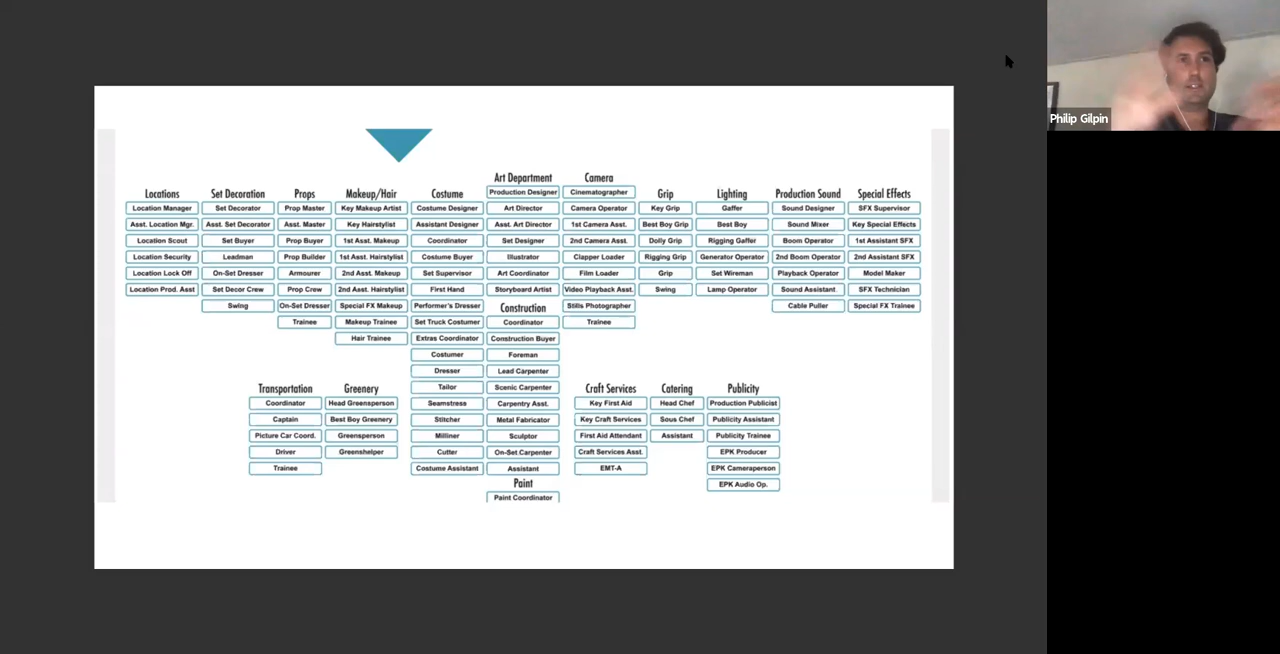 Philip Gilpin
Locations
Location Manager
Asst. Location Mgr.
Location Scout
Location Security
Location Lock Off
Location Prod. Asst
Set Decoration
Set Decorator
Asst. Set Decorator
Set Buyer
Leadman
On-Set Dresser
Set Decor Crew
Swing
Props
Prop Master
Asst. Master
Prop Buyer
Prop Builder
Armourer
Prop Crew
On-Set Dresser
Trainee
Makeup/Hair
Key Makeup Artist
Key Hairstylist
1st Asst. Makeup
1st Asst. Hairstylist
2nd Asst. Makeup
2nd Asst. Hairstylist
Special FX Makeup
Makeup Trainee
Hair Trainee
Costume
Costume Designer
Assistant Designer
Coordinator
Costume Buyer
Set Supervisor
First Hand
Performer's Dresser
Set Truck Costumer
Extras Coordinator
Costumer
Dresser
Tailor
Seamstress
Stitcher
Milliner
Cutter
Costume Assistant
Art Department
Production Designer
Art Director
Asst. Art Director
Set Designer
Illustrator
Art Coordinator
Storyboard Artist
Construction
Coordinator
Construction Buyer
Foreman
Lead Carpenter
Scenic Carpenter
Carpentry Asst.
Metal Fabricator
Sculptor
On-Set Carpenter
Assistant
Paint
Paint Coordinator
Camera
Cinematographer
Camera Operator
1st Camera Asst.
2nd Camera Asst.
Clapper Loader
Film Loader
Video Playback Asst.
Stills Photographer
Trainee
Grip
Key Grip
Best Boy Grip
Dolly Grip
Rigging Grip
Grip
Swing
Lighting
Gaffer
Best Boy
Rigging Gaffer
Generator Operator
Set Wireman
Lamp Operator
Production Sound
Sound Designer
Sound Mixer
Boom Operator
2nd Boom Operator
Playback Operator
Sound Assistant
Cable Puller
Special Effects
SFX Supervisor
Key Special Effects
1st Assistant SFX
2nd Assistant SFX
Model Maker
SFX Technician
Special FX Trainee
Transportation
Coordinator
Captain
Picture Car Coord.
Driver
Trainee
Greenery
Head Greensperson
Best Boy Greenery
Greensperson
Greenshelper
Craft Services
Key First Aid
Key Craft Services
First Aid Attendant
Craft Services Asst.
EMT-A
Catering
Head Chef
Sous Chef
Assistant
Publicity
Production Publicist
Publicity Assistant
Publicity Trainee
EPK Producer
EPK Cameraperson
EPK Audio Op.